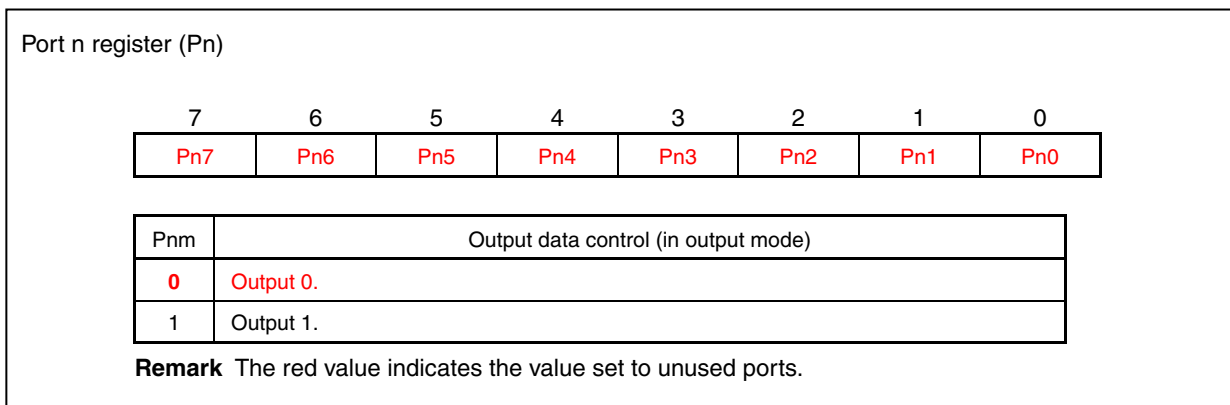 Port n register (Pn)
7 6 5 4 3 2 1 0
Pn7 Pn6 Pn5 Pn4 Pn3 Pn2 Pn1 Pn0
Pnm Output data control (in output mode)
0 Output 0.
1 Output 1.
Remark The red value indicates the value set to unused ports.